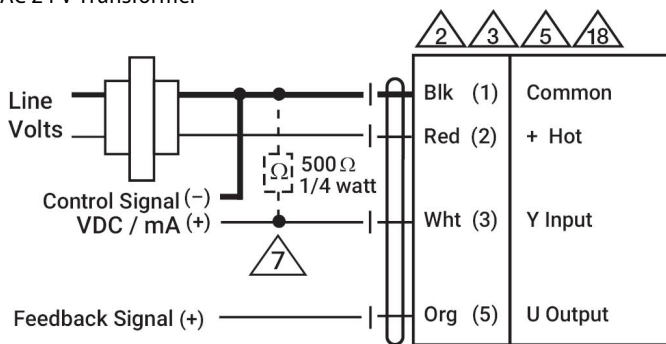 AC 24 V Transformer
2 3 5 18
Line
Volts
Blk (1) Common
Red (2) + Hot
Ω 500 Ω
1/4 watt
Control Signal (–)
VDC / mA (+)
Wht (3) Y Input
7
Feedback Signal (+)
Org (5) U Output